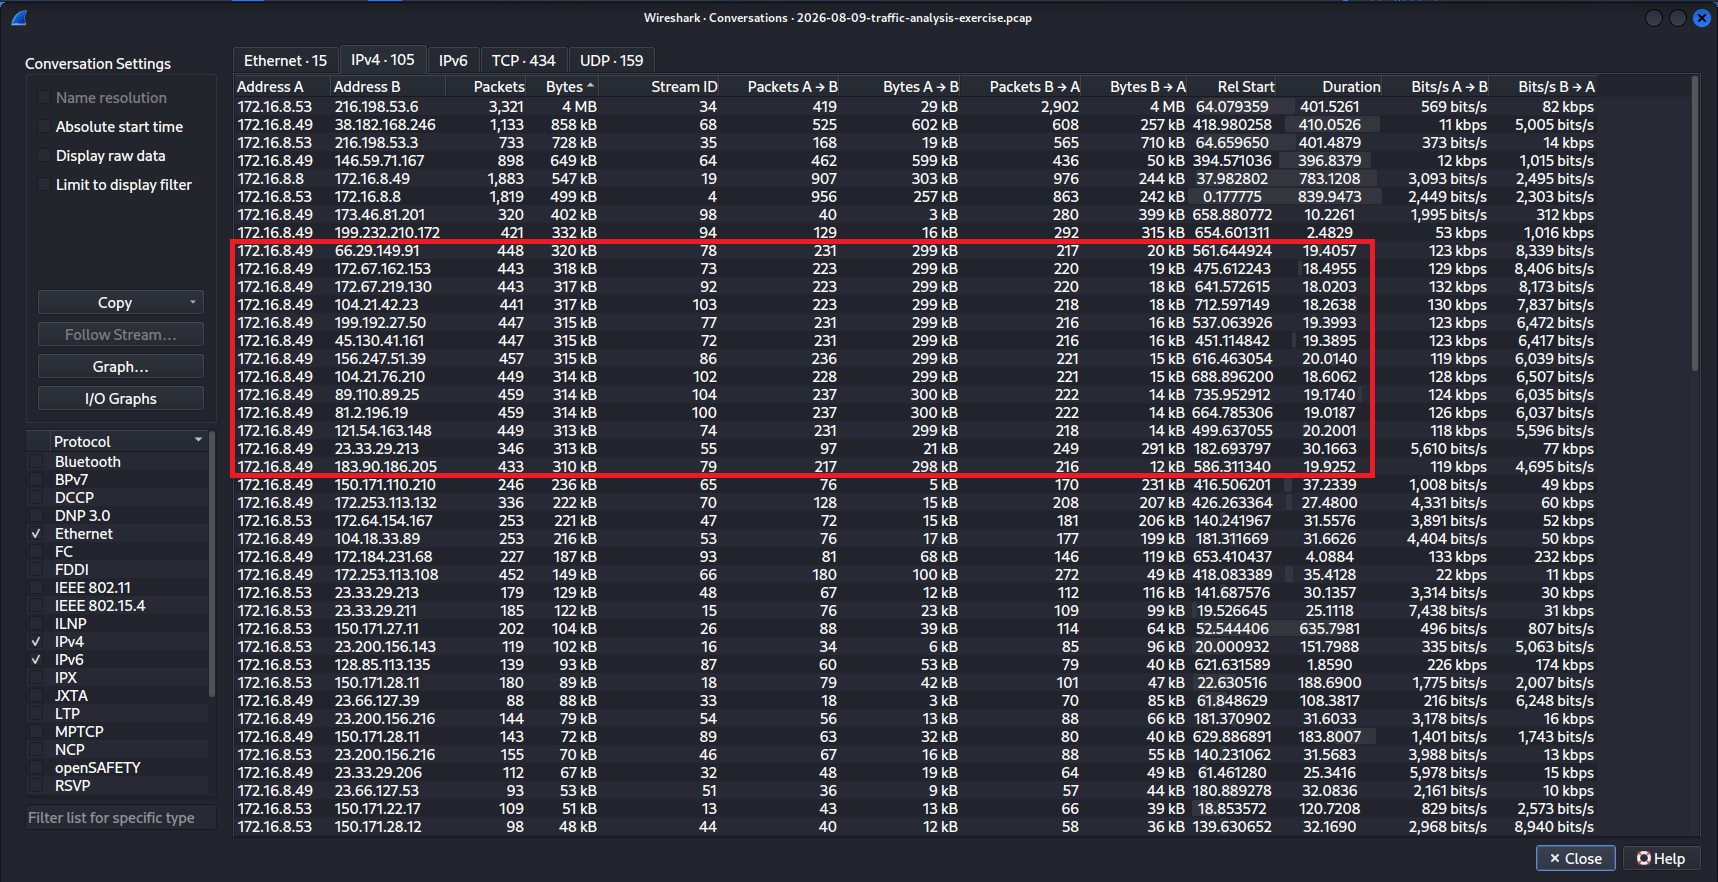 Wireshark · Conversations · 2026-08-09-traffic-analysis-exercise.pcap
Conversation Settings
Name resolution
Absolute start time
Display raw data
Limit to display filter
Copy
Follow Stream…
Graph…
I/O Graphs
Protocol
Bluetooth
BPv7
DCCP
DNP 3.0
Ethernet
FC
FDDI
IEEE 802.11
IEEE 802.15.4
ILNP
IPv4
IPv6
IPX
JXTA
LTP
MPTCP
NCP
openSAFETY
RSVP
Filter list for specific type
Ethernet · 15 IPv4 · 105 IPv6 TCP · 434 UDP · 159
Address A Address B Packets Bytes Stream ID Packets A → B Bytes A → B Packets B → A Bytes B → A Rel Start Duration Bits/s A → B Bits/s B → A
172.16.8.53 216.198.53.6 3,321 4 MB 34 419 29 kB 2,902 4 MB 64.079359 401.5261 569 bits/s 82 kbps
172.16.8.49 38.182.168.246 1,133 858 kB 68 525 602 kB 608 257 kB 418.980258 410.0526 11 kbps 5,005 bits/s
172.16.8.53 216.198.53.3 733 728 kB 35 168 19 kB 565 710 kB 64.659650 401.4879 373 bits/s 14 kbps
172.16.8.49 146.59.71.167 898 649 kB 64 462 599 kB 436 50 kB 394.571036 396.8379 12 kbps 1,015 bits/s
172.16.8.8 172.16.8.49 1,883 547 kB 19 907 303 kB 976 244 kB 37.982802 783.1208 3,093 bits/s 2,495 bits/s
172.16.8.53 172.16.8.8 1,819 499 kB 4 956 257 kB 863 242 kB 0.177775 839.9473 2,449 bits/s 2,303 bits/s
172.16.8.49 173.46.81.201 320 402 kB 98 40 3 kB 280 399 kB 658.880772 10.2261 1,995 bits/s 312 kbps
172.16.8.49 199.232.210.172 421 332 kB 94 129 16 kB 292 315 kB 654.601311 2.4829 53 kbps 1,016 kbps
172.16.8.49 66.29.149.91 448 320 kB 78 231 299 kB 217 20 kB 561.644924 19.4057 123 kbps 8,339 bits/s
172.16.8.49 172.67.162.153 443 318 kB 73 223 299 kB 220 19 kB 475.612243 18.4955 129 kbps 8,406 bits/s
172.16.8.49 172.67.219.130 443 317 kB 92 223 299 kB 220 18 kB 641.572615 18.0203 132 kbps 8,173 bits/s
172.16.8.49 104.21.42.23 441 317 kB 103 223 299 kB 218 18 kB 712.597149 18.2638 130 kbps 7,837 bits/s
172.16.8.49 199.192.27.50 447 315 kB 77 231 299 kB 216 16 kB 537.063926 19.3993 123 kbps 6,472 bits/s
172.16.8.49 45.130.41.161 447 315 kB 72 231 299 kB 216 16 kB 451.114842 19.3895 123 kbps 6,417 bits/s
172.16.8.49 156.247.51.39 457 315 kB 86 236 299 kB 221 15 kB 616.463054 20.0140 119 kbps 6,039 bits/s
172.16.8.49 104.21.76.210 449 314 kB 102 228 299 kB 221 15 kB 688.896200 18.6062 128 kbps 6,507 bits/s
172.16.8.49 89.110.89.25 459 314 kB 104 237 300 kB 222 14 kB 735.952912 19.1740 124 kbps 6,035 bits/s
172.16.8.49 81.2.196.19 459 314 kB 100 237 300 kB 222 14 kB 664.785306 19.0187 126 kbps 6,037 bits/s
172.16.8.49 121.54.163.148 449 313 kB 74 231 299 kB 218 14 kB 499.637055 20.2001 118 kbps 5,596 bits/s
172.16.8.49 23.33.29.213 346 313 kB 55 97 21 kB 249 291 kB 182.693797 30.1663 5,610 bits/s 77 kbps
172.16.8.49 183.90.186.205 433 310 kB 79 217 298 kB 216 12 kB 586.311340 19.9252 119 kbps 4,695 bits/s
172.16.8.49 150.171.110.210 246 236 kB 65 76 5 kB 170 231 kB 416.506201 37.2339 1,008 bits/s 49 kbps
172.16.8.49 172.253.113.132 336 222 kB 70 128 15 kB 208 207 kB 426.263364 27.4800 4,331 bits/s 60 kbps
172.16.8.53 172.64.154.167 253 221 kB 47 72 15 kB 181 206 kB 140.241967 31.5576 3,891 bits/s 52 kbps
172.16.8.49 104.18.33.89 253 216 kB 53 76 17 kB 177 199 kB 181.311669 31.6626 4,404 bits/s 50 kbps
172.16.8.49 172.184.231.68 227 187 kB 93 81 68 kB 146 119 kB 653.410437 4.0884 133 kbps 232 kbps
172.16.8.49 172.253.113.108 452 149 kB 66 180 100 kB 272 49 kB 418.083389 35.4128 22 kbps 11 kbps
172.16.8.53 23.33.29.213 179 129 kB 48 67 12 kB 112 116 kB 141.687576 30.1357 3,314 bits/s 30 kbps
172.16.8.53 23.33.29.211 185 122 kB 15 76 23 kB 109 99 kB 19.526645 25.1118 7,438 bits/s 31 kbps
172.16.8.53 150.171.27.11 202 104 kB 26 88 39 kB 114 64 kB 52.544406 635.7981 496 bits/s 807 bits/s
172.16.8.53 23.200.156.143 119 102 kB 16 34 6 kB 85 96 kB 20.000932 151.7988 335 bits/s 5,063 bits/s
172.16.8.53 128.85.113.135 139 93 kB 87 60 53 kB 79 40 kB 621.631589 1.8590 226 kbps 174 kbps
172.16.8.53 150.171.28.11 180 89 kB 18 79 42 kB 101 47 kB 22.630516 188.6900 1,775 bits/s 2,007 bits/s
172.16.8.49 23.66.127.39 88 88 kB 33 18 3 kB 70 85 kB 61.848649 108.3817 216 bits/s 6,248 bits/s
172.16.8.49 23.200.156.216 144 79 kB 54 56 13 kB 88 66 kB 181.370902 31.6033 3,178 bits/s 16 kbps
172.16.8.49 150.171.28.11 143 72 kB 89 63 32 kB 80 40 kB 629.886891 183.8007 1,401 bits/s 1,743 bits/s
172.16.8.53 23.200.156.216 155 70 kB 46 67 16 kB 88 55 kB 140.231062 31.5683 3,988 bits/s 13 kbps
172.16.8.49 23.33.29.206 112 67 kB 32 48 19 kB 64 49 kB 61.461280 25.3416 5,978 bits/s 15 kbps
172.16.8.49 23.66.127.53 93 53 kB 51 36 9 kB 57 44 kB 180.889278 32.0836 2,161 bits/s 10 kbps
172.16.8.53 150.171.22.17 109 51 kB 13 43 13 kB 66 39 kB 18.853572 120.7208 829 bits/s 2,573 bits/s
172.16.8.53 150.171.28.12 98 48 kB 44 40 12 kB 58 36 kB 139.630652 32.1690 2,968 bits/s 8,940 bits/s
Close Help